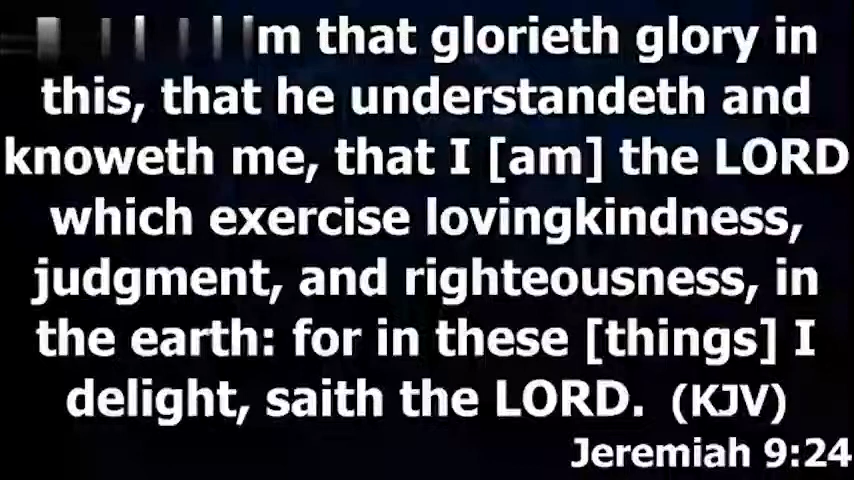 that glorieth glory in
this, that he understandeth and
knoweth me, that I [am] the LORD
which exercise lovingkindness,
judgment, and righteousness, in
the earth: for in these [things] I
delight, saith the LORD. (KJV)
Jeremiah 9:24